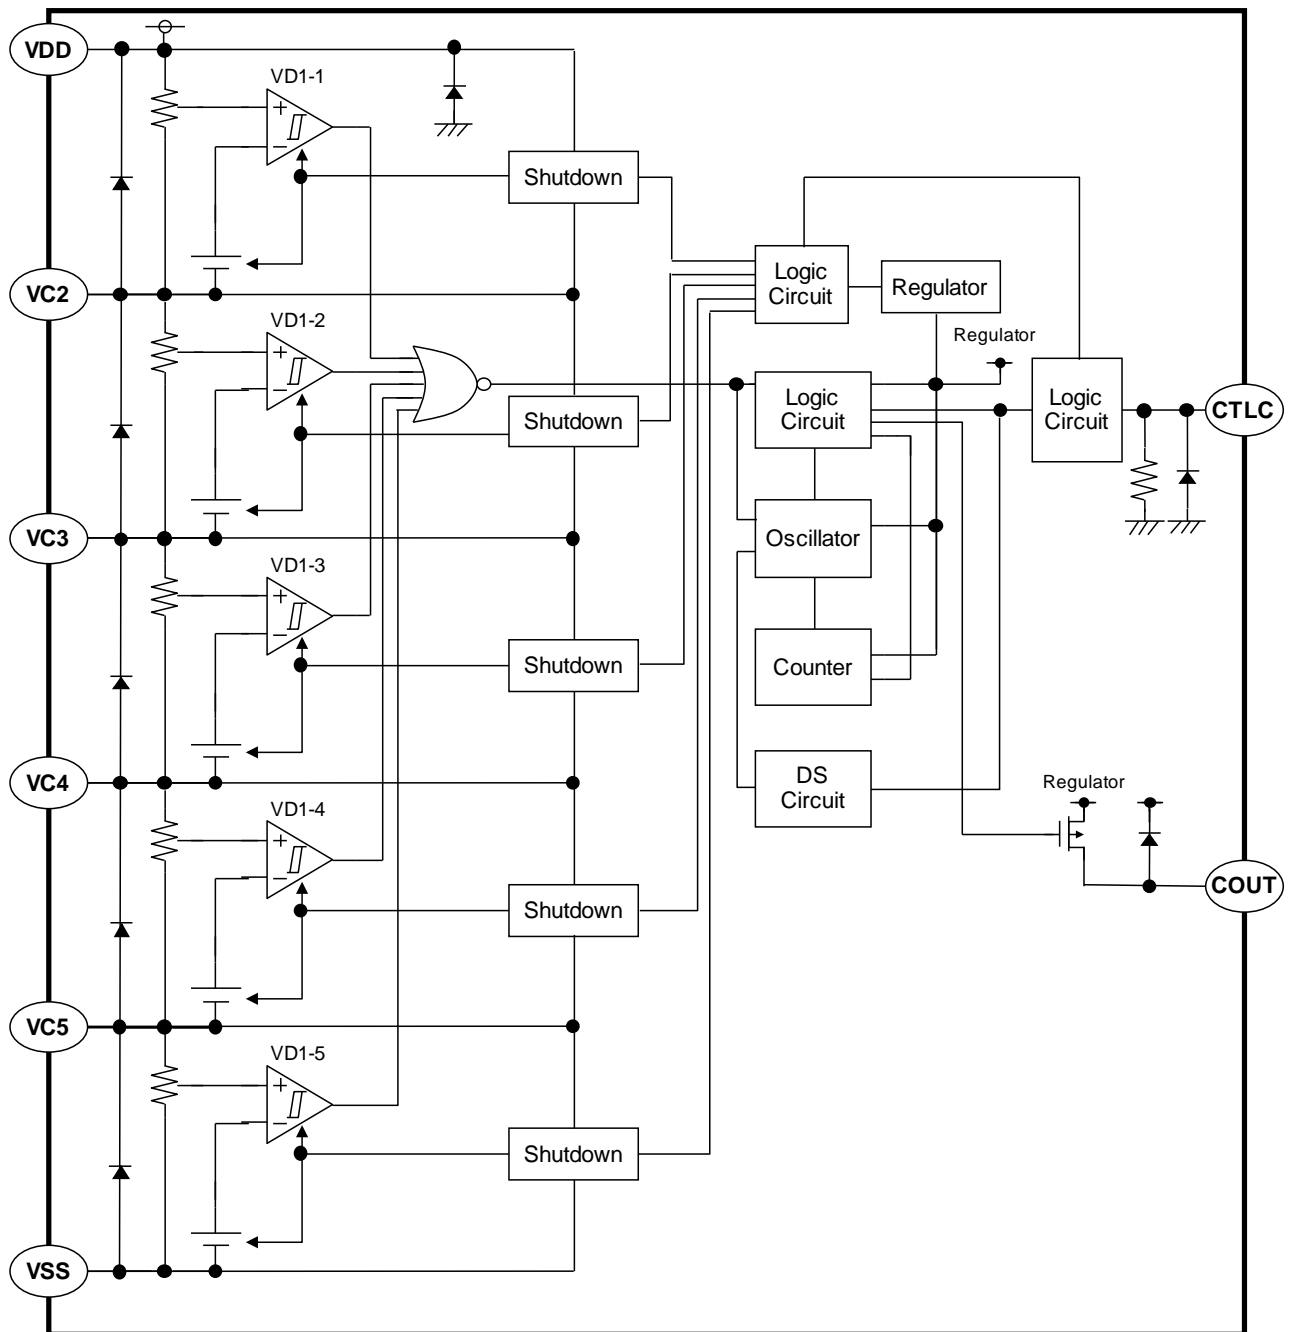 VDD
VD1-1
Shutdown
Logic
Circuit
Regulator
VC2
VD1-2
Regulator
Shutdown
Logic
Circuit
Logic
Circuit
CTLC
VC3
Oscillator
VD1-3
Shutdown
Counter
VC4
DS
Circuit
Regulator
VD1-4
Shutdown
COUT
VC5
VD1-5
Shutdown
VSS